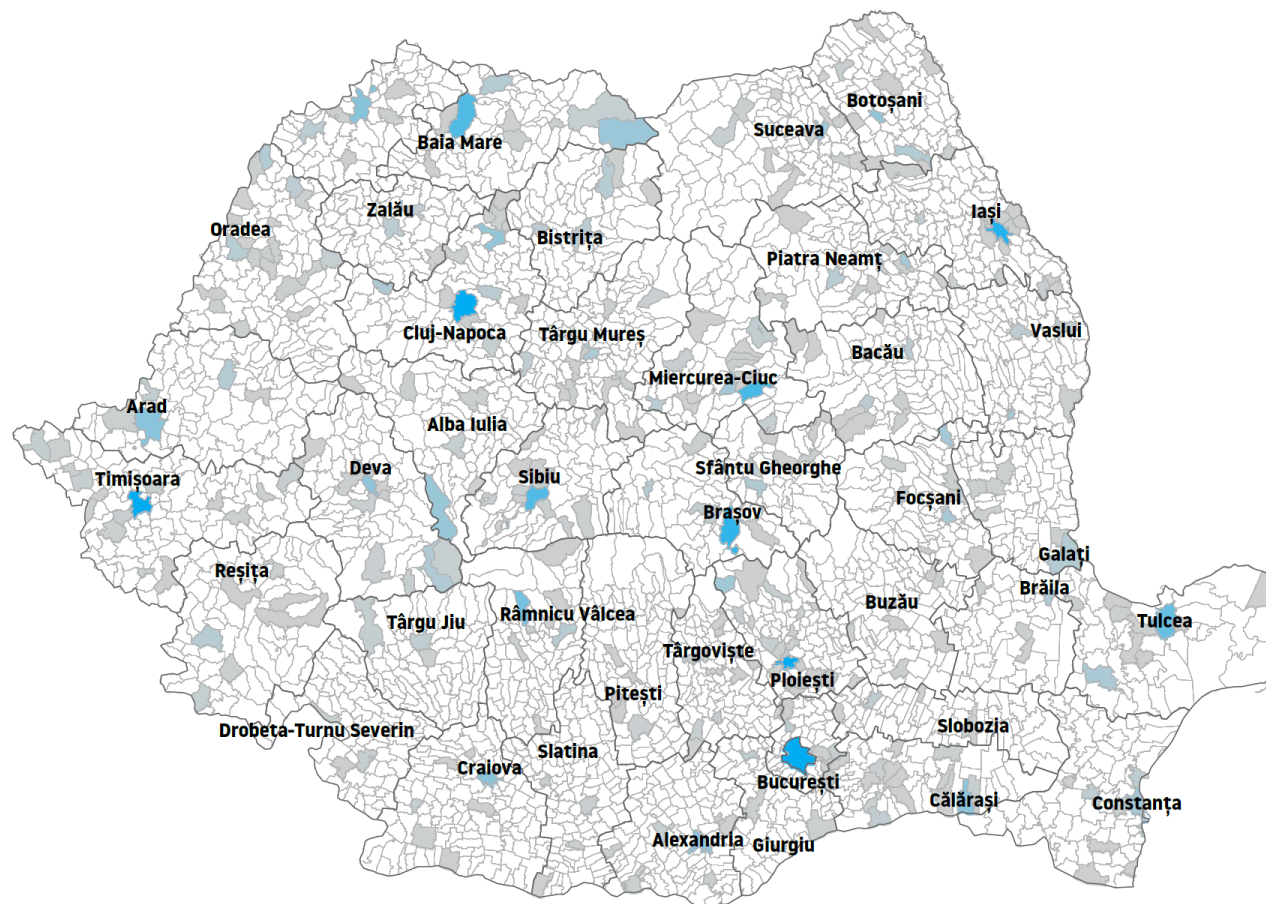 Botoșani
Suceava
Baia Mare
Zalău
Iași
Oradea
Bistrița
Piatra Neamț
Cluj-Napoca
Târgu Mureș
Vaslui
Bacău
Miercurea-Ciuc
Arad
Alba Iulia
Deva
Sfântu Gheorghe
Timișoara
Sibiu
Focșani
Brașov
Galați
Reșița
Brăila
Buzău
Râmnicu Vâlcea
Târgu Jiu
Tulcea
Târgoviște
Ploiești
Pitești
Slobozia
Drobeta-Turnu Severin
Slatina
Craiova
București
Călărași
Constanța
Alexandria
Giurgiu